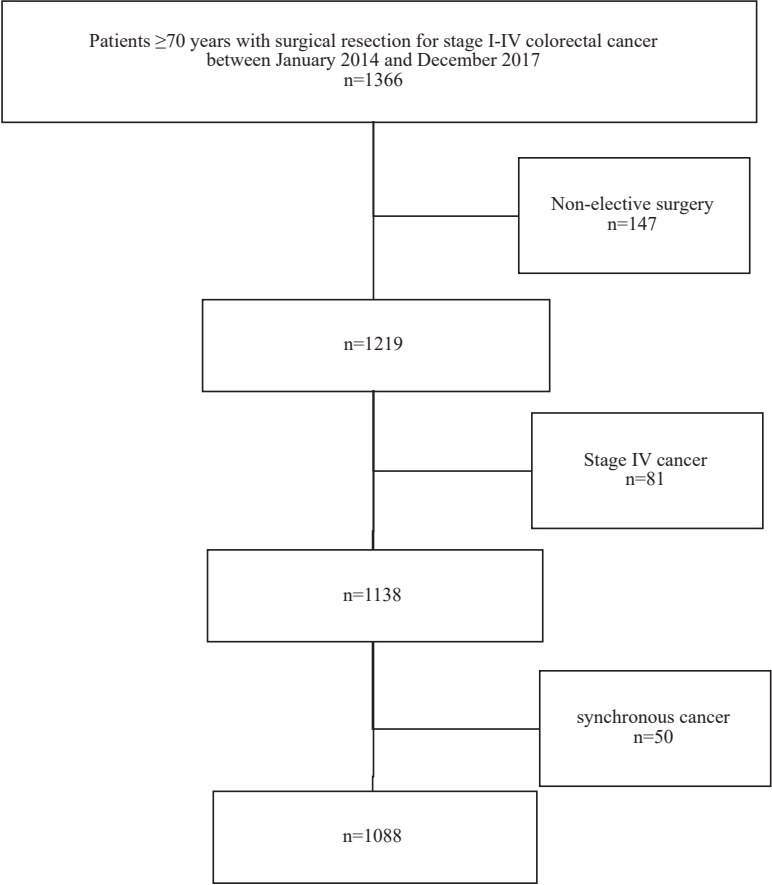 Patients ≥70 years with surgical resection for stage I-IV colorectal cancer
between January 2014 and December 2017
n=1366
Non-elective surgery
n=147
n=1219
Stage IV cancer
n=81
n=1138
synchronous cancer
n=50
n=1088